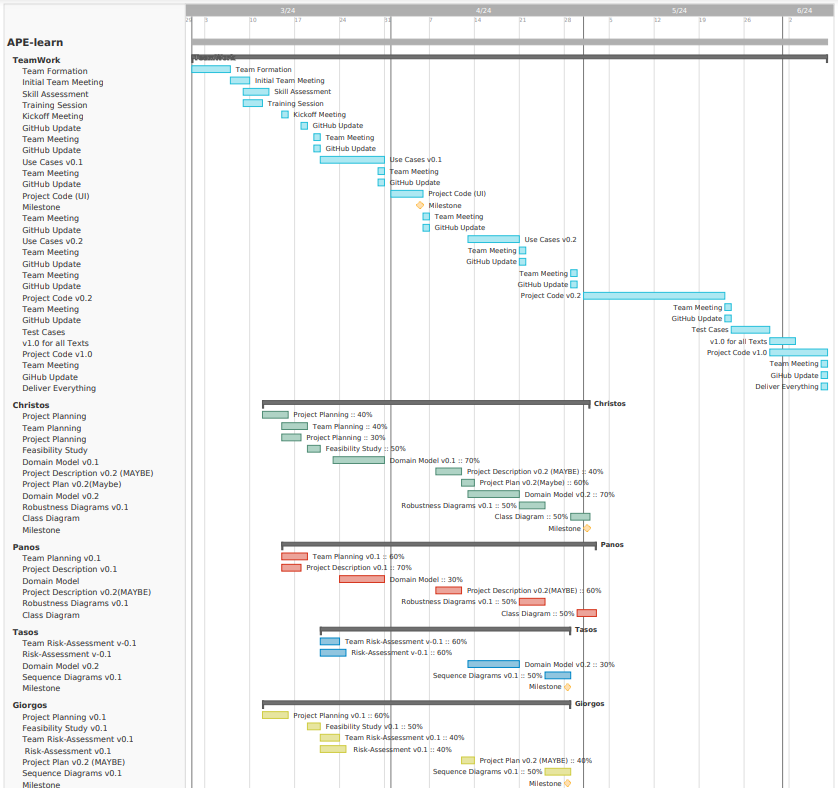 3/24 4/24 5/24 6/24
25 3 10 17 24 31 7 14 21 28 5 12 19 26 2
APE-learn
TeamWork TeamWork
Team Formation Team Formation
Initial Team Meeting Initial Team Meeting
Skill Assessment Skill Assessment
Training Session Training Session
Kickoff Meeting Kickoff Meeting
GitHub Update GitHub Update
Team Meeting Team Meeting
GitHub Update GitHub Update
Use Cases v0.1 Use Cases v0.1
Team Meeting Team Meeting
GitHub Update GitHub Update
Project Code (UI) Project Code (UI)
Milestone Milestone
Team Meeting Team Meeting
GitHub Update GitHub Update
Use Cases v0.2 Use Cases v0.2
Team Meeting Team Meeting
GitHub Update GitHub Update
Team Meeting Team Meeting
GitHub Update GitHub Update
Project Code v0.2 Project Code v0.2
Team Meeting Team Meeting
GitHub Update GitHub Update
Test Cases Test Cases
v1.0 for all Texts v1.0 for all Texts
Project Code v1.0 Project Code v1.0
Team Meeting Team Meeting
GiHub Update GiHub Update
Deliver Everything Deliver Everything
Christos Christos
Project Planning Project Planning :: 40%
Team Planning Team Planning :: 40%
Project Planning Project Planning :: 30%
Feasibility Study Feasibility Study :: 50%
Domain Model v0.1 Domain Model v0.1 :: 70%
Project Description v0.2 (MAYBE) Project Description v0.2 (MAYBE) :: 40%
Project Plan v0.2(Maybe) Project Plan v0.2(Maybe) :: 60%
Domain Model v0.2 Domain Model v0.2 :: 70%
Robustness Diagrams v0.1 Robustness Diagrams v0.1 :: 50%
Class Diagram Class Diagram :: 50%
Milestone Milestone
Panos Panos
Team Planning v0.1 Team Planning v0.1 :: 60%
Project Description v0.1 Project Description v0.1 :: 70%
Domain Model Domain Model :: 30%
Project Description v0.2(MAYBE) Project Description v0.2(MAYBE) :: 60%
Robustness Diagrams v0.1 Robustness Diagrams v0.1 :: 50%
Class Diagram Class Diagram :: 50%
Tasos Tasos
Team Risk-Assessment v-0.1 Team Risk-Assessment v-0.1 :: 60%
Risk-Assessment v-0.1 Risk-Assessment v-0.1 :: 60%
Domain Model v0.2 Domain Model v0.2 :: 30%
Sequence Diagrams v0.1 Sequence Diagrams v0.1 :: 50%
Milestone Milestone
Giorgos Giorgos
Project Planning v0.1 Project Planning v0.1 :: 60%
Feasibility Study v0.1 Feasibility Study v0.1 :: 50%
Team Risk-Assessment v0.1 Team Risk-Assessment v0.1 :: 40%
Risk-Assessment v0.1 Risk-Assessment v0.1 :: 40%
Project Plan v0.2 (MAYBE) Project Plan v0.2 (MAYBE) :: 40%
Sequence Diagrams v0.1 Sequence Diagrams v0.1 :: 50%
Milestone Milestone